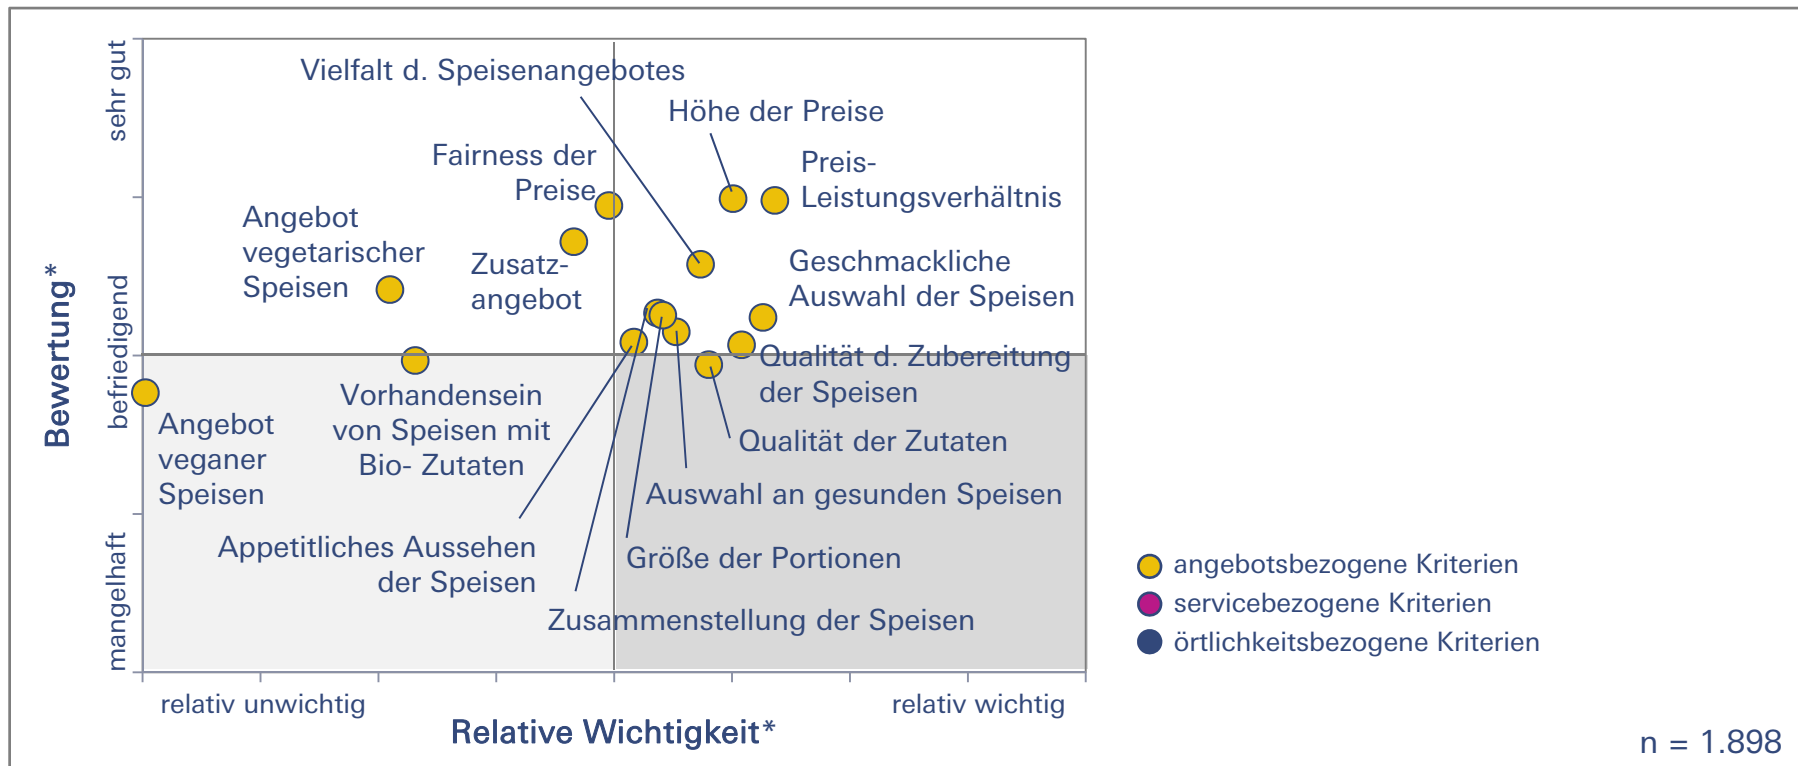 sehr gut
befriedigend
mangelhaft
Bewertung*
Vielfalt d. Speisenangebotes
Höhe der Preise
Fairness der
Preise
Preis-
Leistungsverhältnis
Angebot
vegetarischer
Speisen
Zusatz-
angebot
Geschmackliche
Auswahl der Speisen
Qualität d. Zubereitung
der Speisen
Vorhandensein
von Speisen mit
Bio- Zutaten
Angebot
veganer
Speisen
Qualität der Zutaten
Auswahl an gesunden Speisen
Appetitliches Aussehen
der Speisen
Größe der Portionen
Zusammenstellung der Speisen
relativ unwichtig
relativ wichtig
Relative Wichtigkeit*
angebotsbezogene Kriterien
servicebezogene Kriterien
örtlichkeitsbezogene Kriterien
n = 1.898